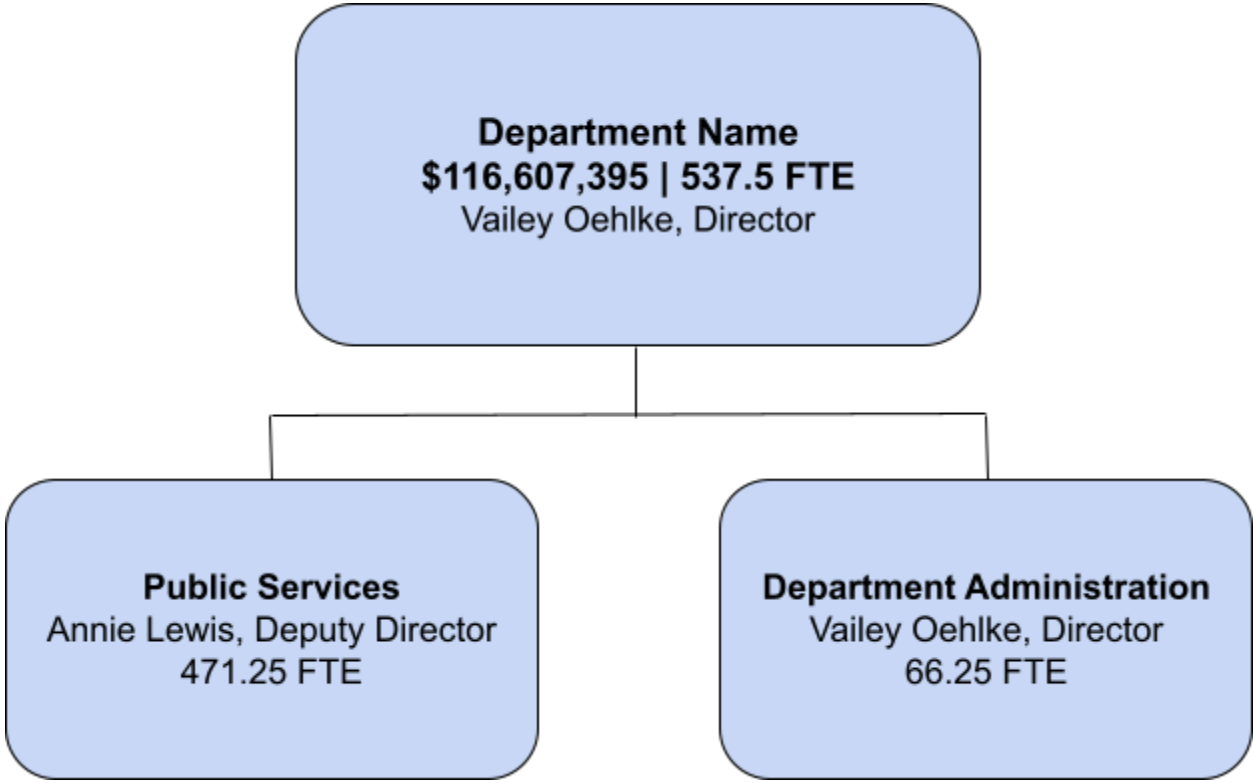 Department Name
$116,607,395 | 537.5 FTE
Vailey Oehlke, Director
Public Services
Annie Lewis, Deputy Director
471.25 FTE
Department Administration
Vailey Oehlke, Director
66.25 FTE